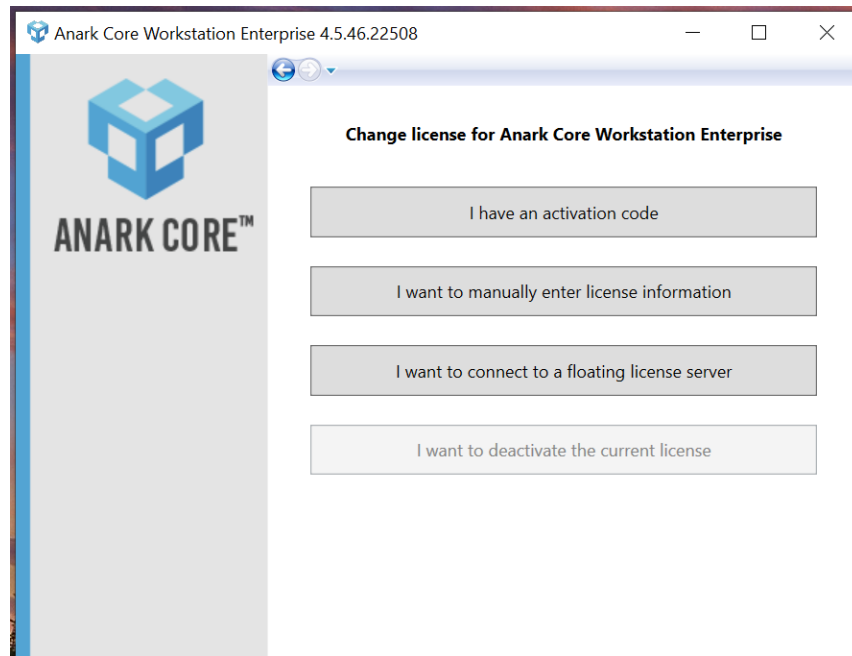 Anark Core Workstation Enterprise 4.5.46.22508
ANARK CORE™
Change license for Anark Core Workstation Enterprise
I have an activation code
I want to manually enter license information
I want to connect to a floating license server
I want to deactivate the current license